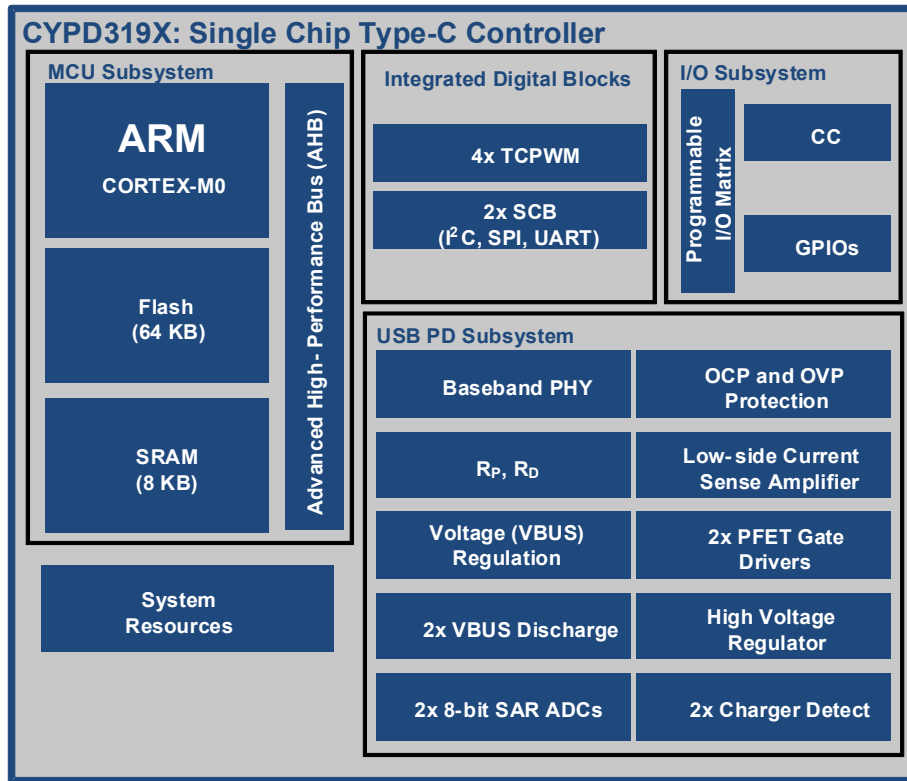 CYPD319X: Single Chip Type-C Controller
MCU Subsystem
ARM
CORTEX-M0
Flash
(64 KB)
SRAM
(8 KB)
Advanced High- Performance Bus (AHB)
System
Resources
Integrated Digital Blocks
4x TCPWM
2x SCB
(I²C, SPI, UART)
I/O Subsystem
Programmable
I/O Matrix
CC
GPIOs
USB PD Subsystem
Baseband PHY
OCP and OVP
Protection
RP, RD
Low-side Current
Sense Amplifier
Voltage (VBUS)
Regulation
2x PFET Gate
Drivers
2x VBUS Discharge
High Voltage
Regulator
2x 8-bit SAR ADCs
2x Charger Detect